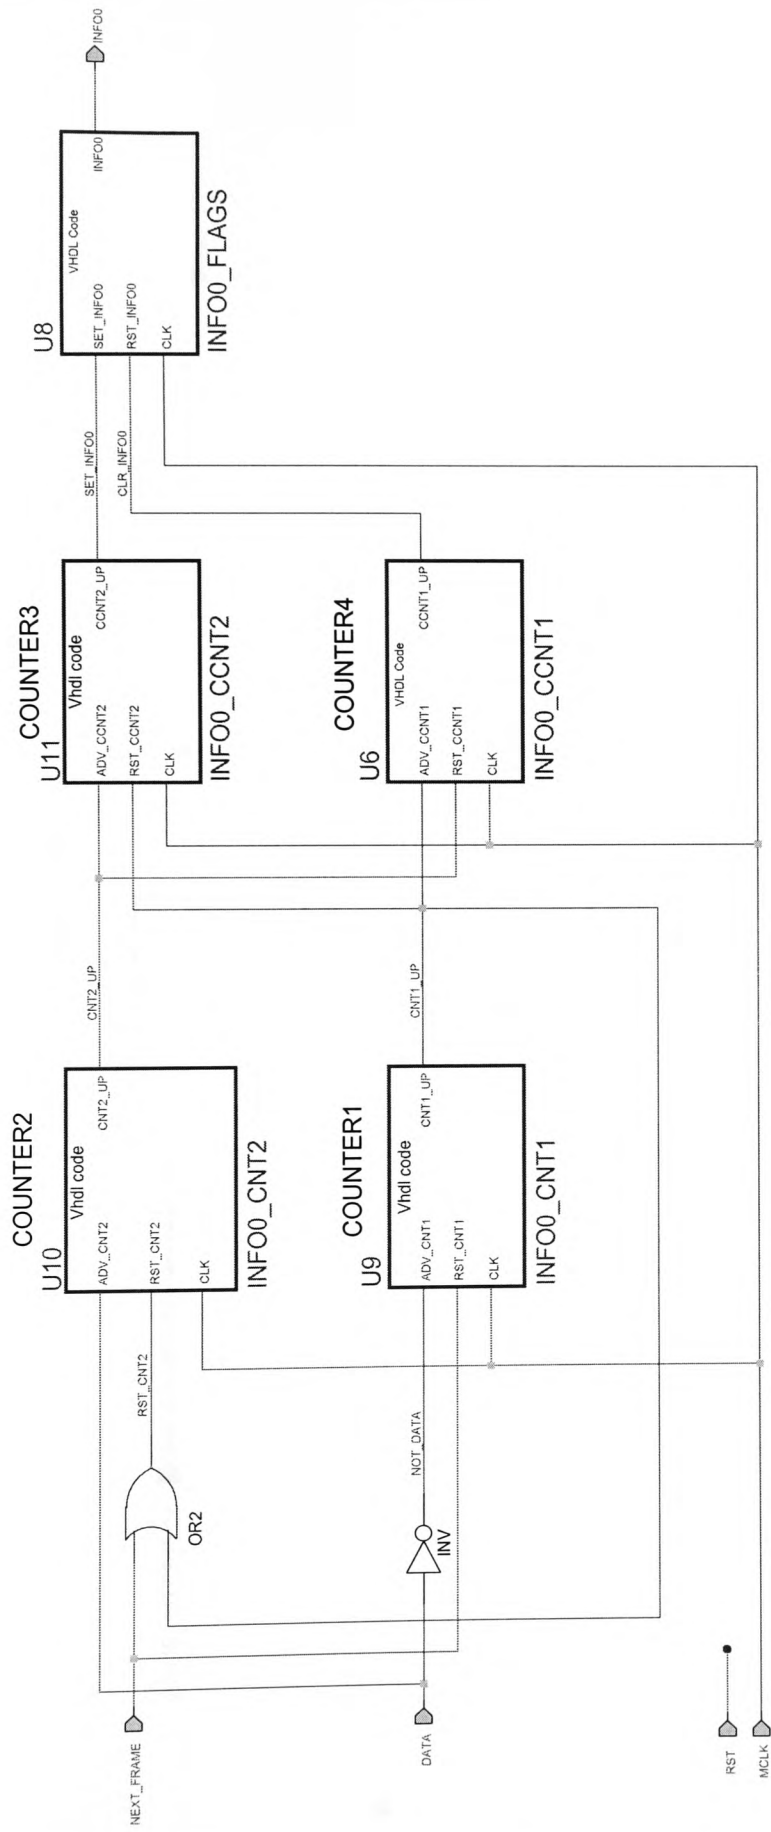 COUNTER2
U10
Vhdl code
ADV_CNT2
CNT2_UP
RST_CNT2
CLK
INFO0_CNT2
COUNTER3
U11
Vhdl code
ADV_CCNT2
CCNT2_UP
RST_CCNT2
CLK
INFO0_CCNT2
U8
VHDL Code
SET_INFO0
INFO0
RST_INFO0
CLK
INFO0_FLAGS
INFO0
NEXT_FRAME
RST_CNT2
OR2
CNT2_UP
SET_INFO0
CLR_INFO0
COUNTER1
U9
Vhdl code
ADV_CNT1
CNT1_UP
RST_CNT1
CLK
INFO0_CNT1
COUNTER4
U6
VHDL Code
ADV_CCNT1
CCNT1_UP
RST_CCNT1
CLK
INFO0_CCNT1
DATA
NOT_DATA
INV
CNT1_UP
RST
MCLK